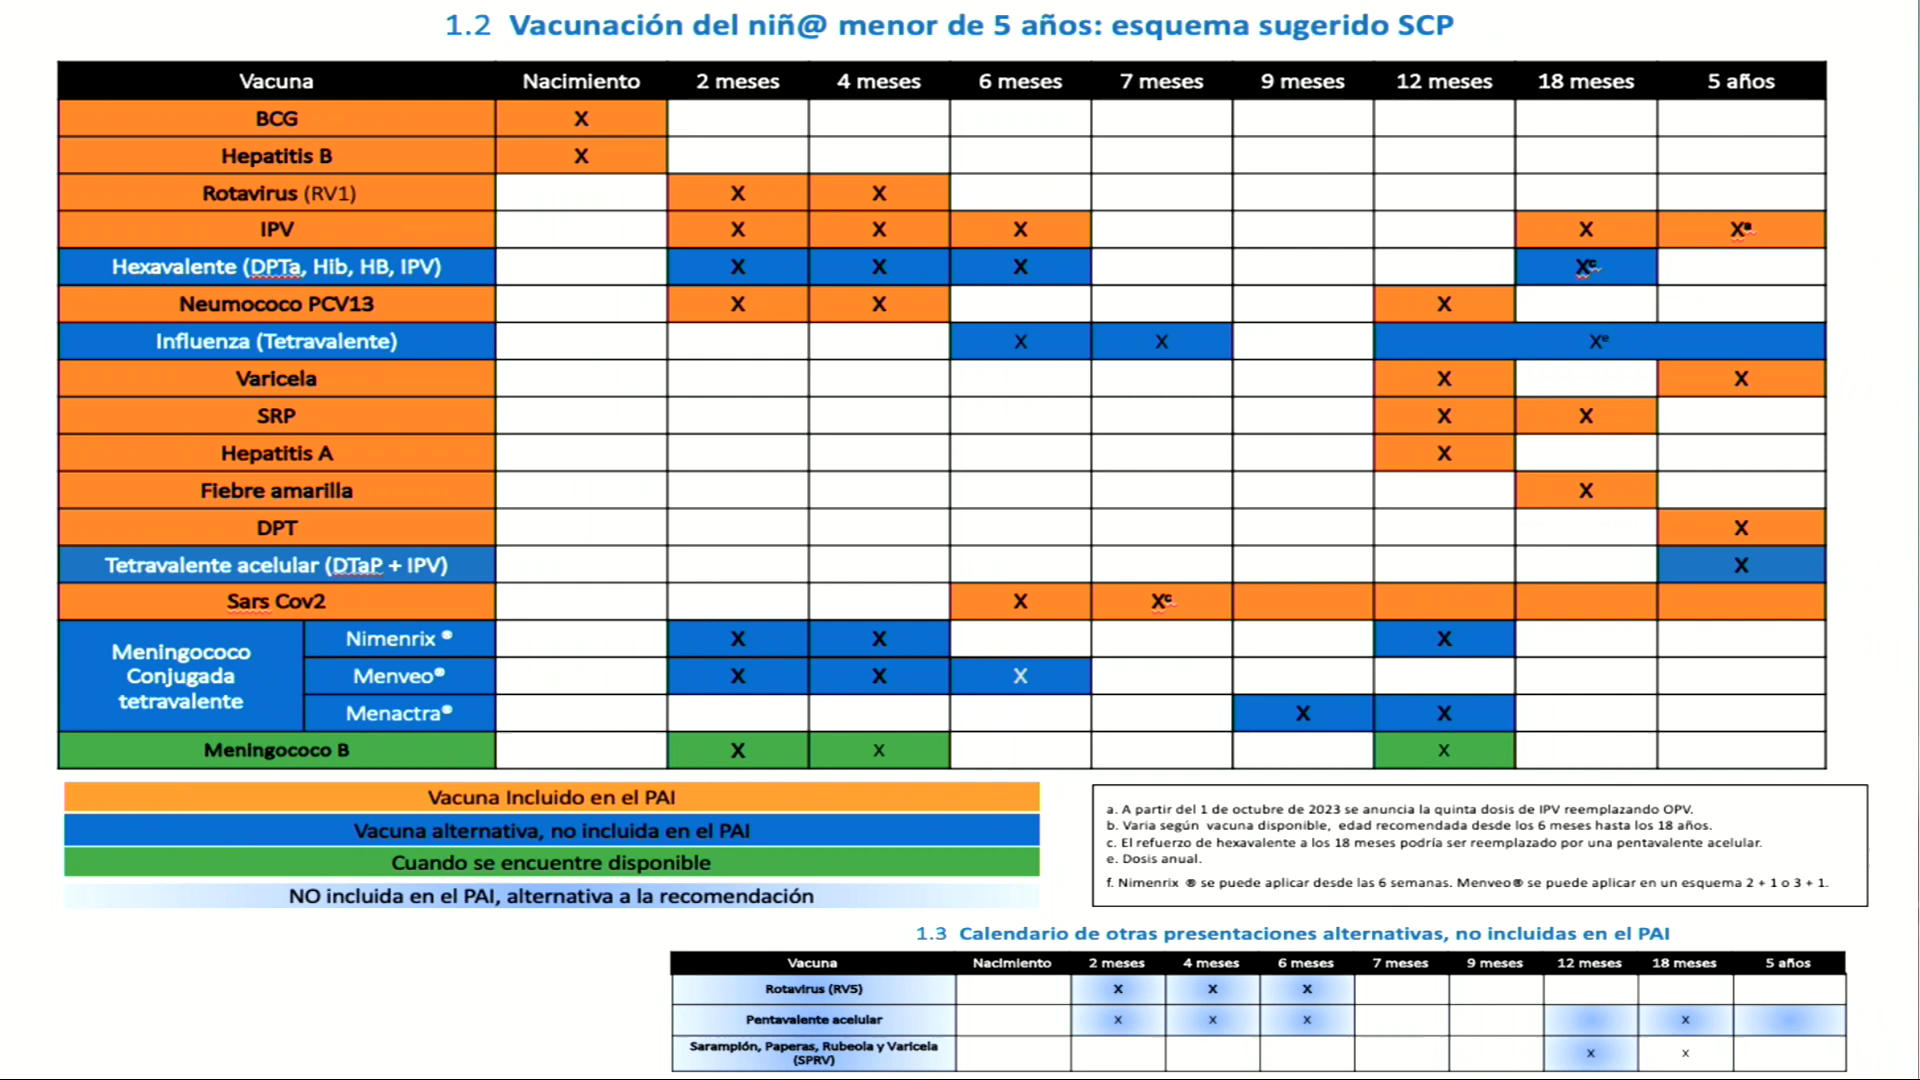 1.2 Vacunación del niñ@ menor de 5 años: esquema sugerido SCP
Vacuna Nacimiento 2 meses 4 meses 6 meses 7 meses 9 meses 12 meses 18 meses 5 años
BCG X
Hepatitis B X
Rotavirus (RV1) X X
IPV X X X X Xª
Hexavalente (DPTa, Hib, HB, IPV) X X X Xᶜ
Neumococo PCV13 X X X
Influenza (Tetravalente) X X Xᵉ
Varicela X X
SRP X X
Hepatitis A X
Fiebre amarilla X
DPT X
Tetravalente acelular (DTaP + IPV) X
Sars Cov2 X Xᶜ
Meningococo Conjugada tetravalente
Nimenrix ® X X X
Menveo® X X X
Menactra® X X
Meningococo B X X X
Vacuna Incluido en el PAI
Vacuna alternativa, no incluida en el PAI
Cuando se encuentre disponible
NO incluida en el PAI, alternativa a la recomendación
a. A partir del 1 de octubre de 2023 se anuncia la quinta dosis de IPV reemplazando OPV.
b. Varia según vacuna disponible, edad recomendada desde los 6 meses hasta los 18 años.
c. El refuerzo de hexavalente a los 18 meses podría ser reemplazado por una pentavalente acelular.
e. Dosis anual.
f. Nimenrix ® se puede aplicar desde las 6 semanas. Menveo® se puede aplicar en un esquema 2 + 1 o 3 + 1.
1.3 Calendario de otras presentaciones alternativas, no incluidas en el PAI
Vacuna Nacimiento 2 meses 4 meses 6 meses 7 meses 9 meses 12 meses 18 meses 5 años
Rotavirus (RV5) X X X
Pentavalente acelular X X X X
Sarampión, Paperas, Rubeola y Varicela
(SPRV) X X